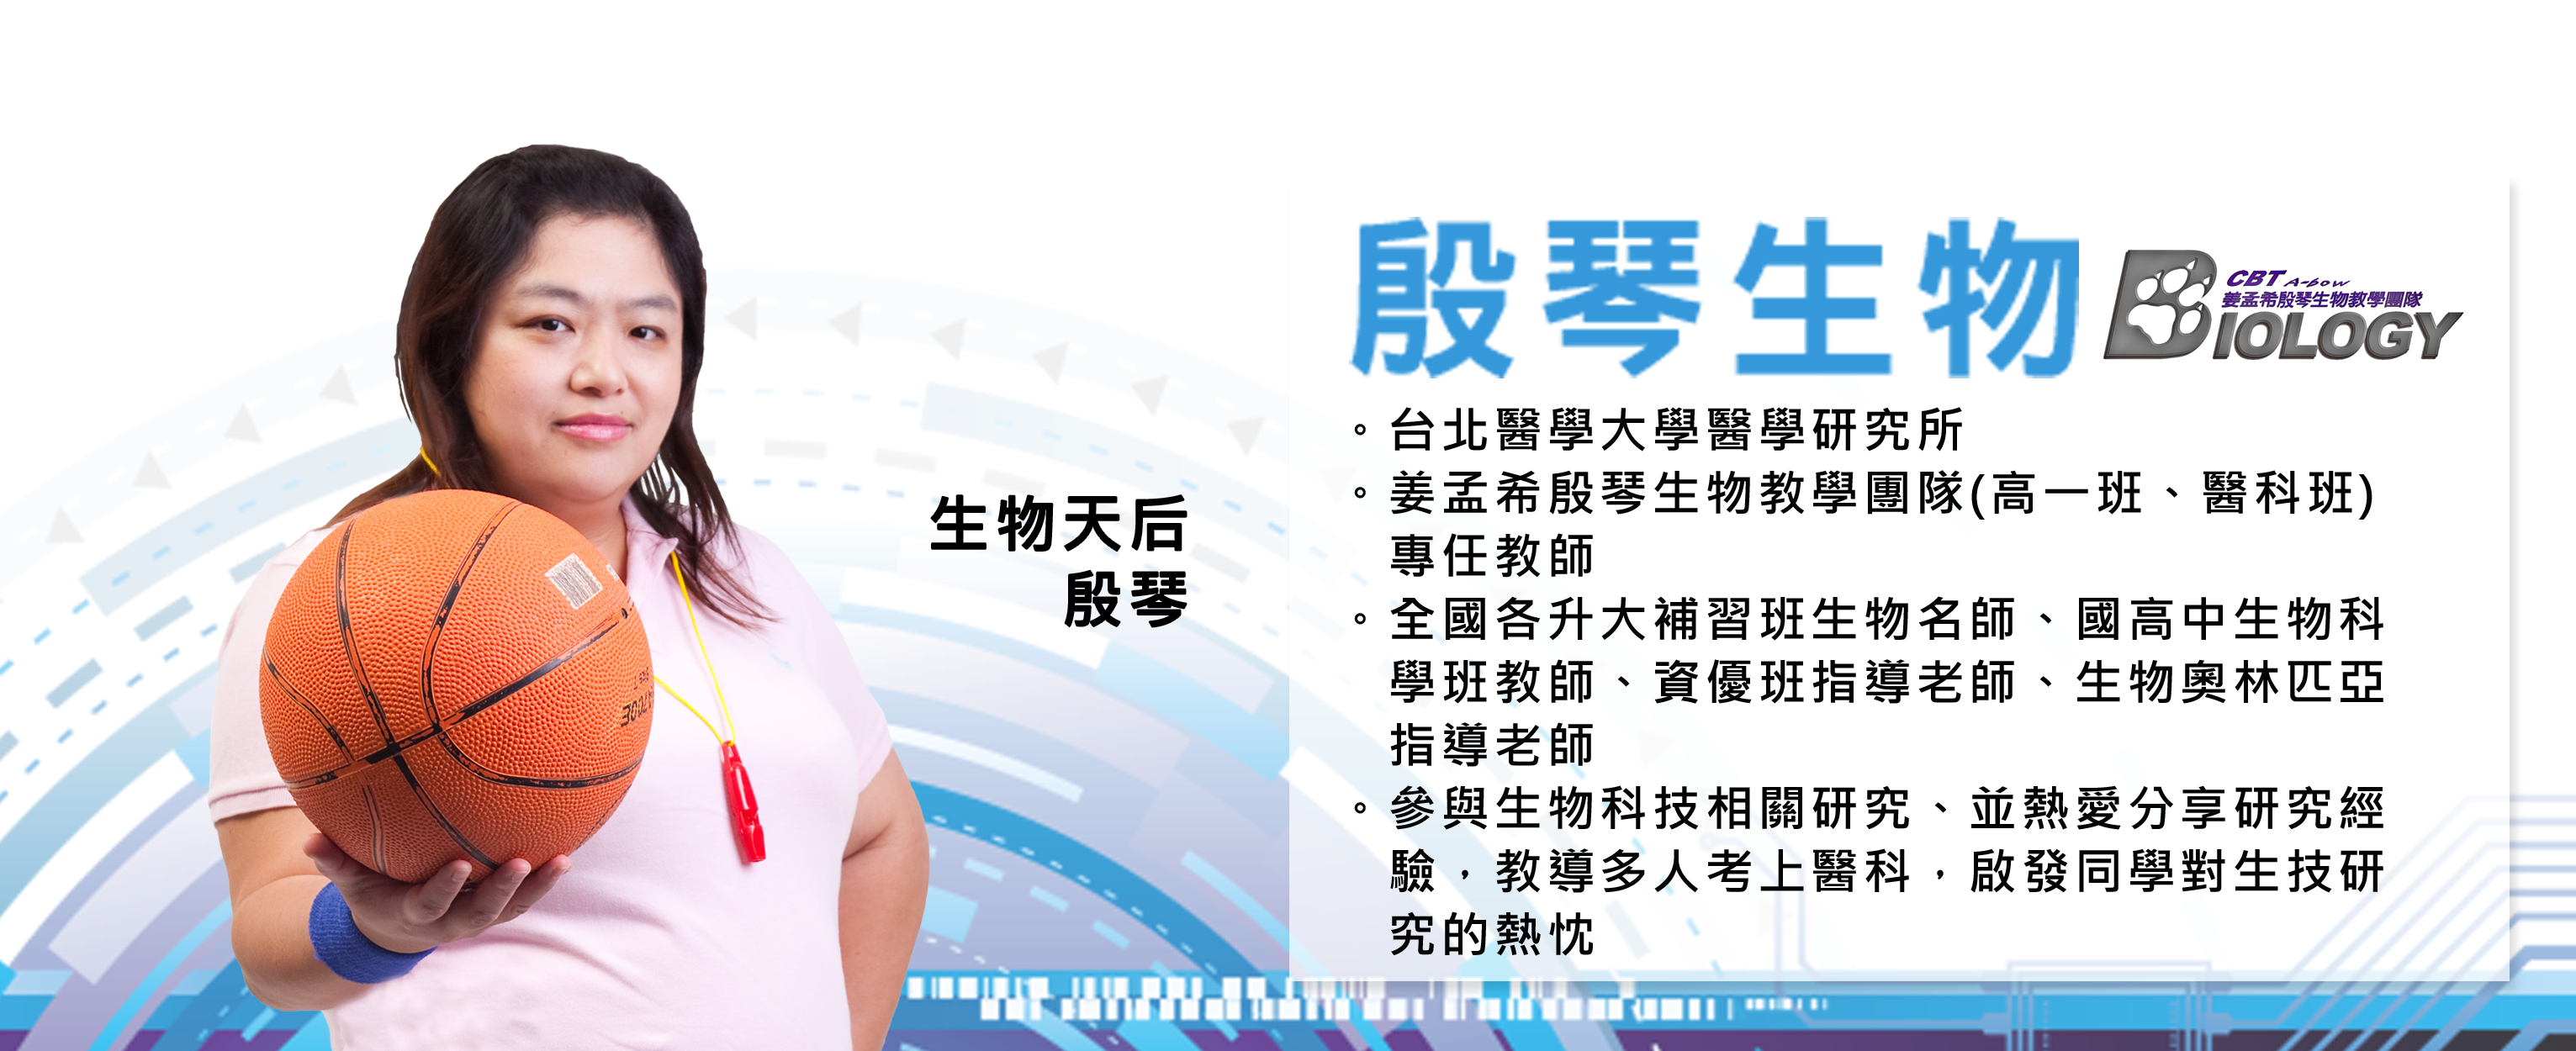 生物天后
殷琴
殷琴生物
CBT A-bow
姜孟希殷琴生物教學團隊
BIOLOGY
。台北醫學大學醫學研究所
。姜孟希殷琴生物教學團隊(高一班、醫科班)
專任教師
。全國各升大補習班生物名師、國高中生物科
學班教師、資優班指導老師、生物奧林匹亞
指導老師
。參與生物科技相關研究、並熱愛分享研究經
驗，教導多人考上醫科，啟發同學對生技研
究的熱忱